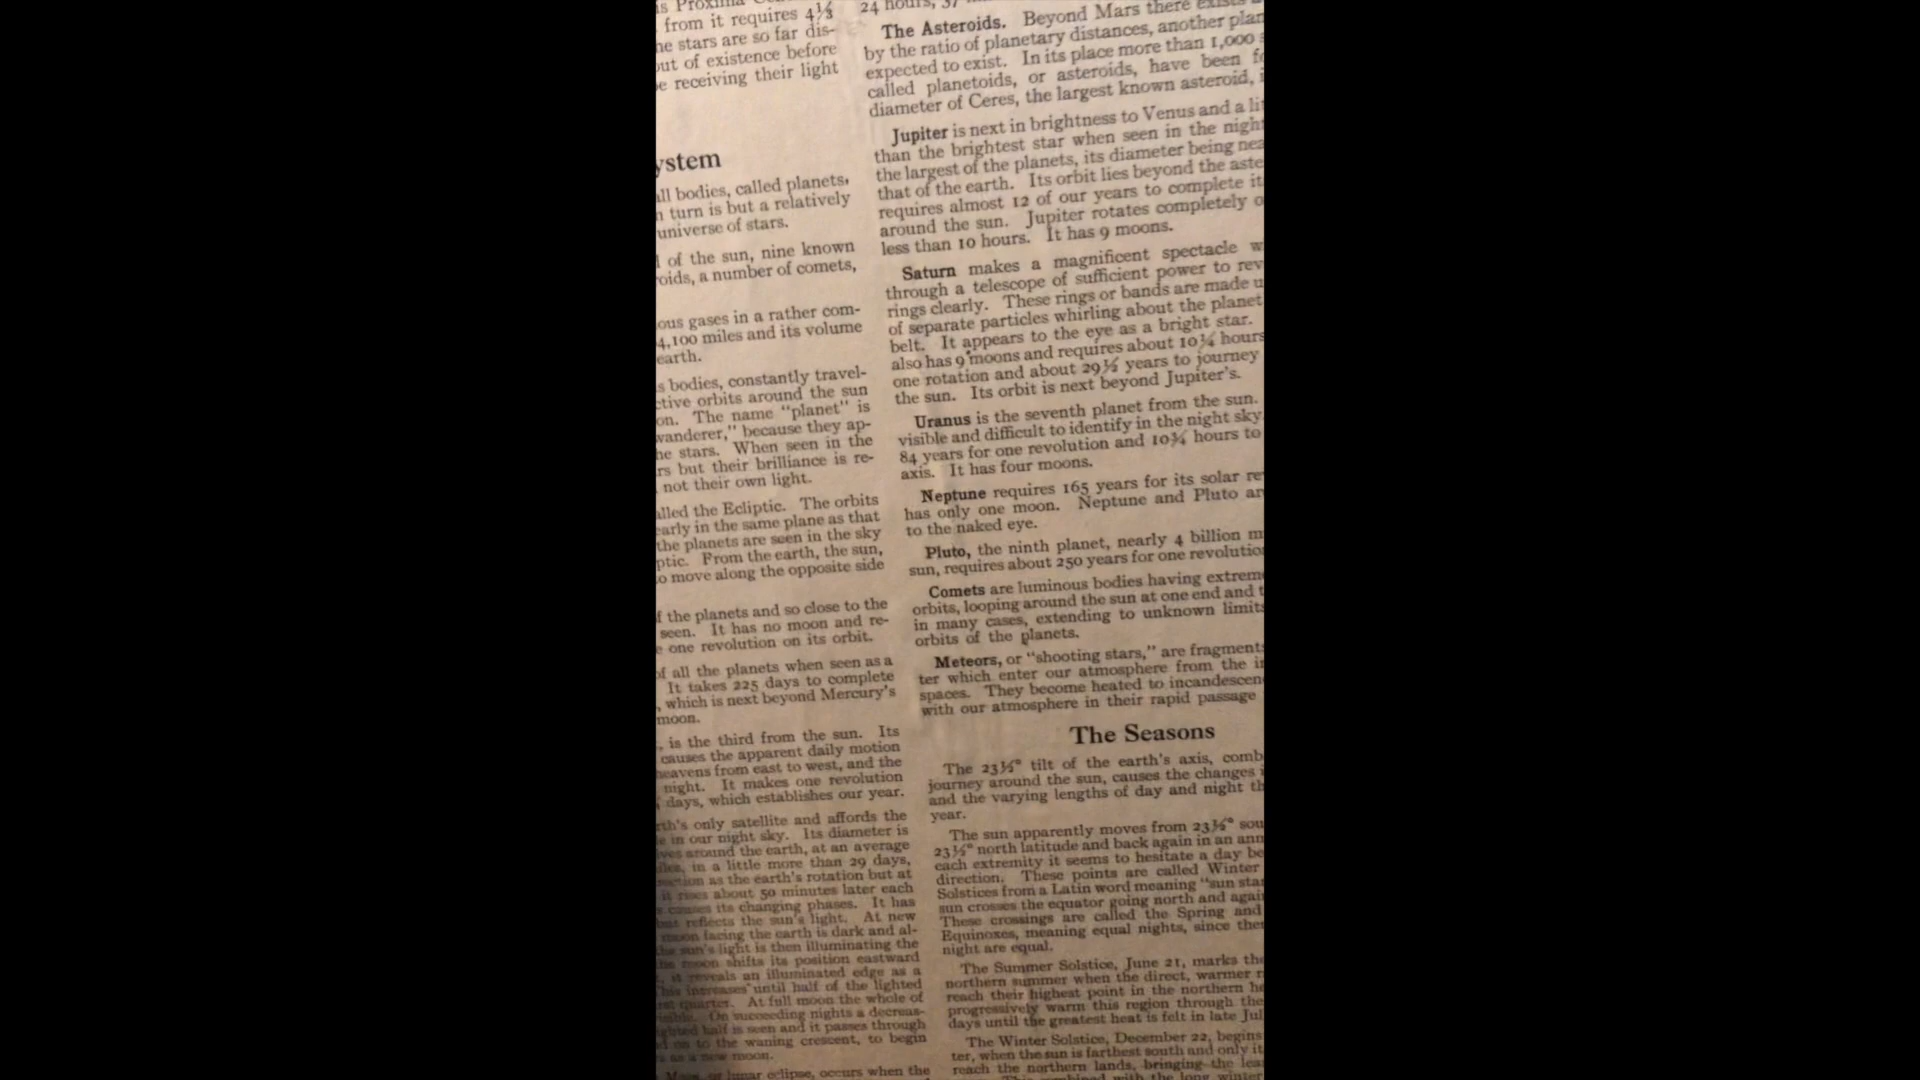 is Proxima
from it requires 4⅓
he stars are so far dis-
out of existence before
e receiving their light
ystem
all bodies, called planets,
n turn is but a relatively
universe of stars.
of the sun, nine known
roids, a number of comets,
ous gases in a rather com-
4,100 miles and its volume
earth.
s bodies, constantly travel-
ctive orbits around the sun
on. The name "planet" is
wanderer," because they ap-
he stars. When seen in the
rs but their brilliance is re-
not their own light.
alled the Ecliptic. The orbits
early in the same plane as that
the planets are seen in the sky
ptic. From the earth, the sun,
o move along the opposite side
f the planets and so close to the
seen. It has no moon and re-
e one revolution on its orbit.
of all the planets when seen as a
It takes 225 days to complete
, which is next beyond Mercury's
moon.
, is the third from the sun. Its
causes the apparent daily motion
heavens from east to west, and the
night. It makes one revolution
days, which establishes our year.
rth's only satellite and affords the
e in our night sky. Its diameter is
ves around the earth, at an average
in a little more than 29 days,
as the earth's rotation but at
it rises about 50 minutes later each
causes its changing phases. It has
but reflects the sun's light. At new
moon facing the earth is dark and al-
the sun's light is then illuminating the
moon shifts its position eastward
it reveals an illuminated edge as a
This increases until half of the lighted
quarter. At full moon the whole of
On succeeding nights a decreas-
half is seen and it passes through
on to the waning crescent, to begin
as a new moon.
Moon, or lunar eclipse, occurs when the
24 hours, 37
The Asteroids. Beyond Mars there exists
by the ratio of planetary distances, another plan
expected to exist. In its place more than 1,000
called planetoids, or asteroids, have been f
diameter of Ceres, the largest known asteroid,
Jupiter is next in brightness to Venus and a lit
than the brightest star when seen in the night
the largest of the planets, its diameter being nea
that of the earth. Its orbit lies beyond the aste
requires almost 12 of our years to complete it
around the sun. Jupiter rotates completely o
less than 10 hours. It has 9 moons.
Saturn makes a magnificent spectacle w
through a telescope of sufficient power to rev
rings clearly. These rings or bands are made u
of separate particles whirling about the planet
belt. It appears to the eye as a bright star.
also has 9 moons and requires about 10¼ hours
one rotation and about 29½ years to journey
the sun. Its orbit is next beyond Jupiter's.
Uranus is the seventh planet from the sun.
visible and difficult to identify in the night sky
84 years for one revolution and 10¾ hours to
axis. It has four moons.
Neptune requires 165 years for its solar re
has only one moon. Neptune and Pluto ar
to the naked eye.
Pluto, the ninth planet, nearly 4 billion m
sun, requires about 250 years for one revolutio
Comets are luminous bodies having extrem
orbits, looping around the sun at one end and t
in many cases, extending to unknown limits
orbits of the planets.
Meteors, or "shooting stars," are fragments
ter which enter our atmosphere from the i
spaces. They become heated to incandescen
with our atmosphere in their rapid passage
The Seasons
The 23½° tilt of the earth's axis, comb
journey around the sun, causes the changes i
and the varying lengths of day and night th
year.
The sun apparently moves from 23½° sou
23½° north latitude and back again in an ann
each extremity it seems to hesitate a day be
direction. These points are called Winter
Solstices from a Latin word meaning "sun sta
sun crosses the equator going north and agai
These crossings are called the Spring and
Equinoxes, meaning equal nights, since the
night are equal.
The Summer Solstice, June 21, marks the
northern summer when the direct, warmer r
reach their highest point in the northern he
progressively warm this region through the
days until the greatest heat is felt in late Jul
The Winter Solstice, December 22, begins
ter, when the sun is farthest south and only it
reach the northern lands, bringing the lea
combined with the long winter